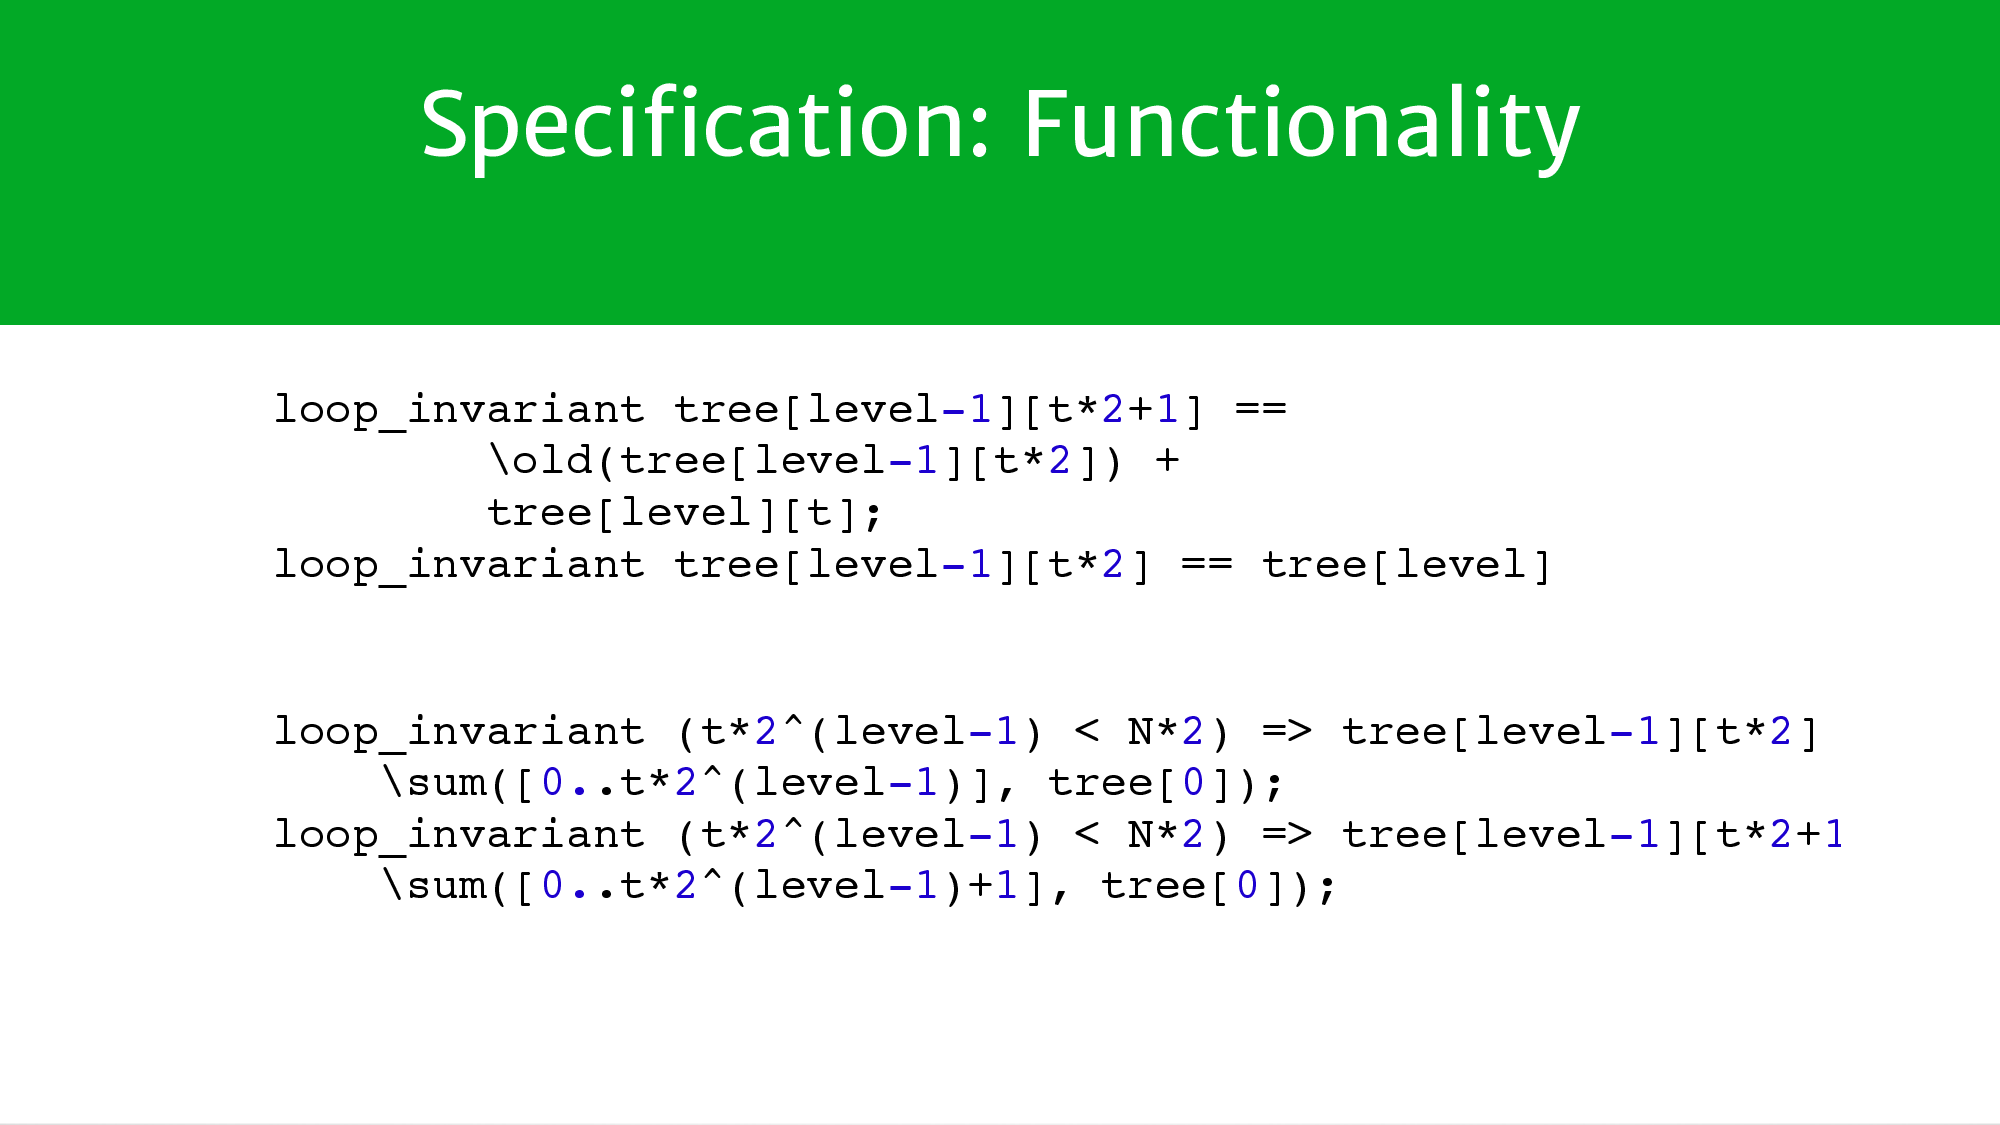 Specification: Functionality
loop_invariant tree[level-1][t*2+1] ==
\old(tree[level-1][t*2]) +
tree[level][t];
loop_invariant tree[level-1][t*2] == tree[level]
loop_invariant (t*2^(level-1) < N*2) => tree[level-1][t*2]
\sum([0..t*2^(level-1)], tree[0]);
loop_invariant (t*2^(level-1) < N*2) => tree[level-1][t*2+1
\sum([0..t*2^(level-1)+1], tree[0]);